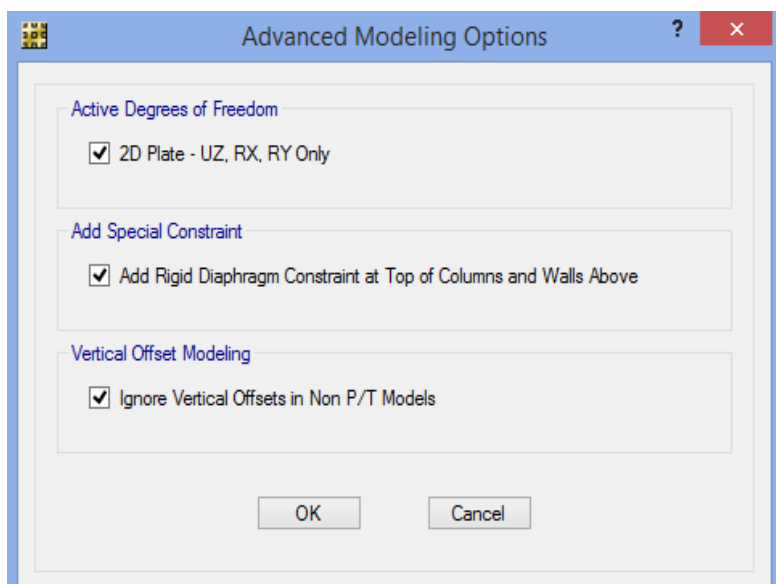 Advanced Modeling Options
?
×
Active Degrees of Freedom
2D Plate - UZ, RX, RY Only
Add Special Constraint
Add Rigid Diaphragm Constraint at Top of Columns and Walls Above
Vertical Offset Modeling
Ignore Vertical Offsets in Non P/T Models
OK
Cancel